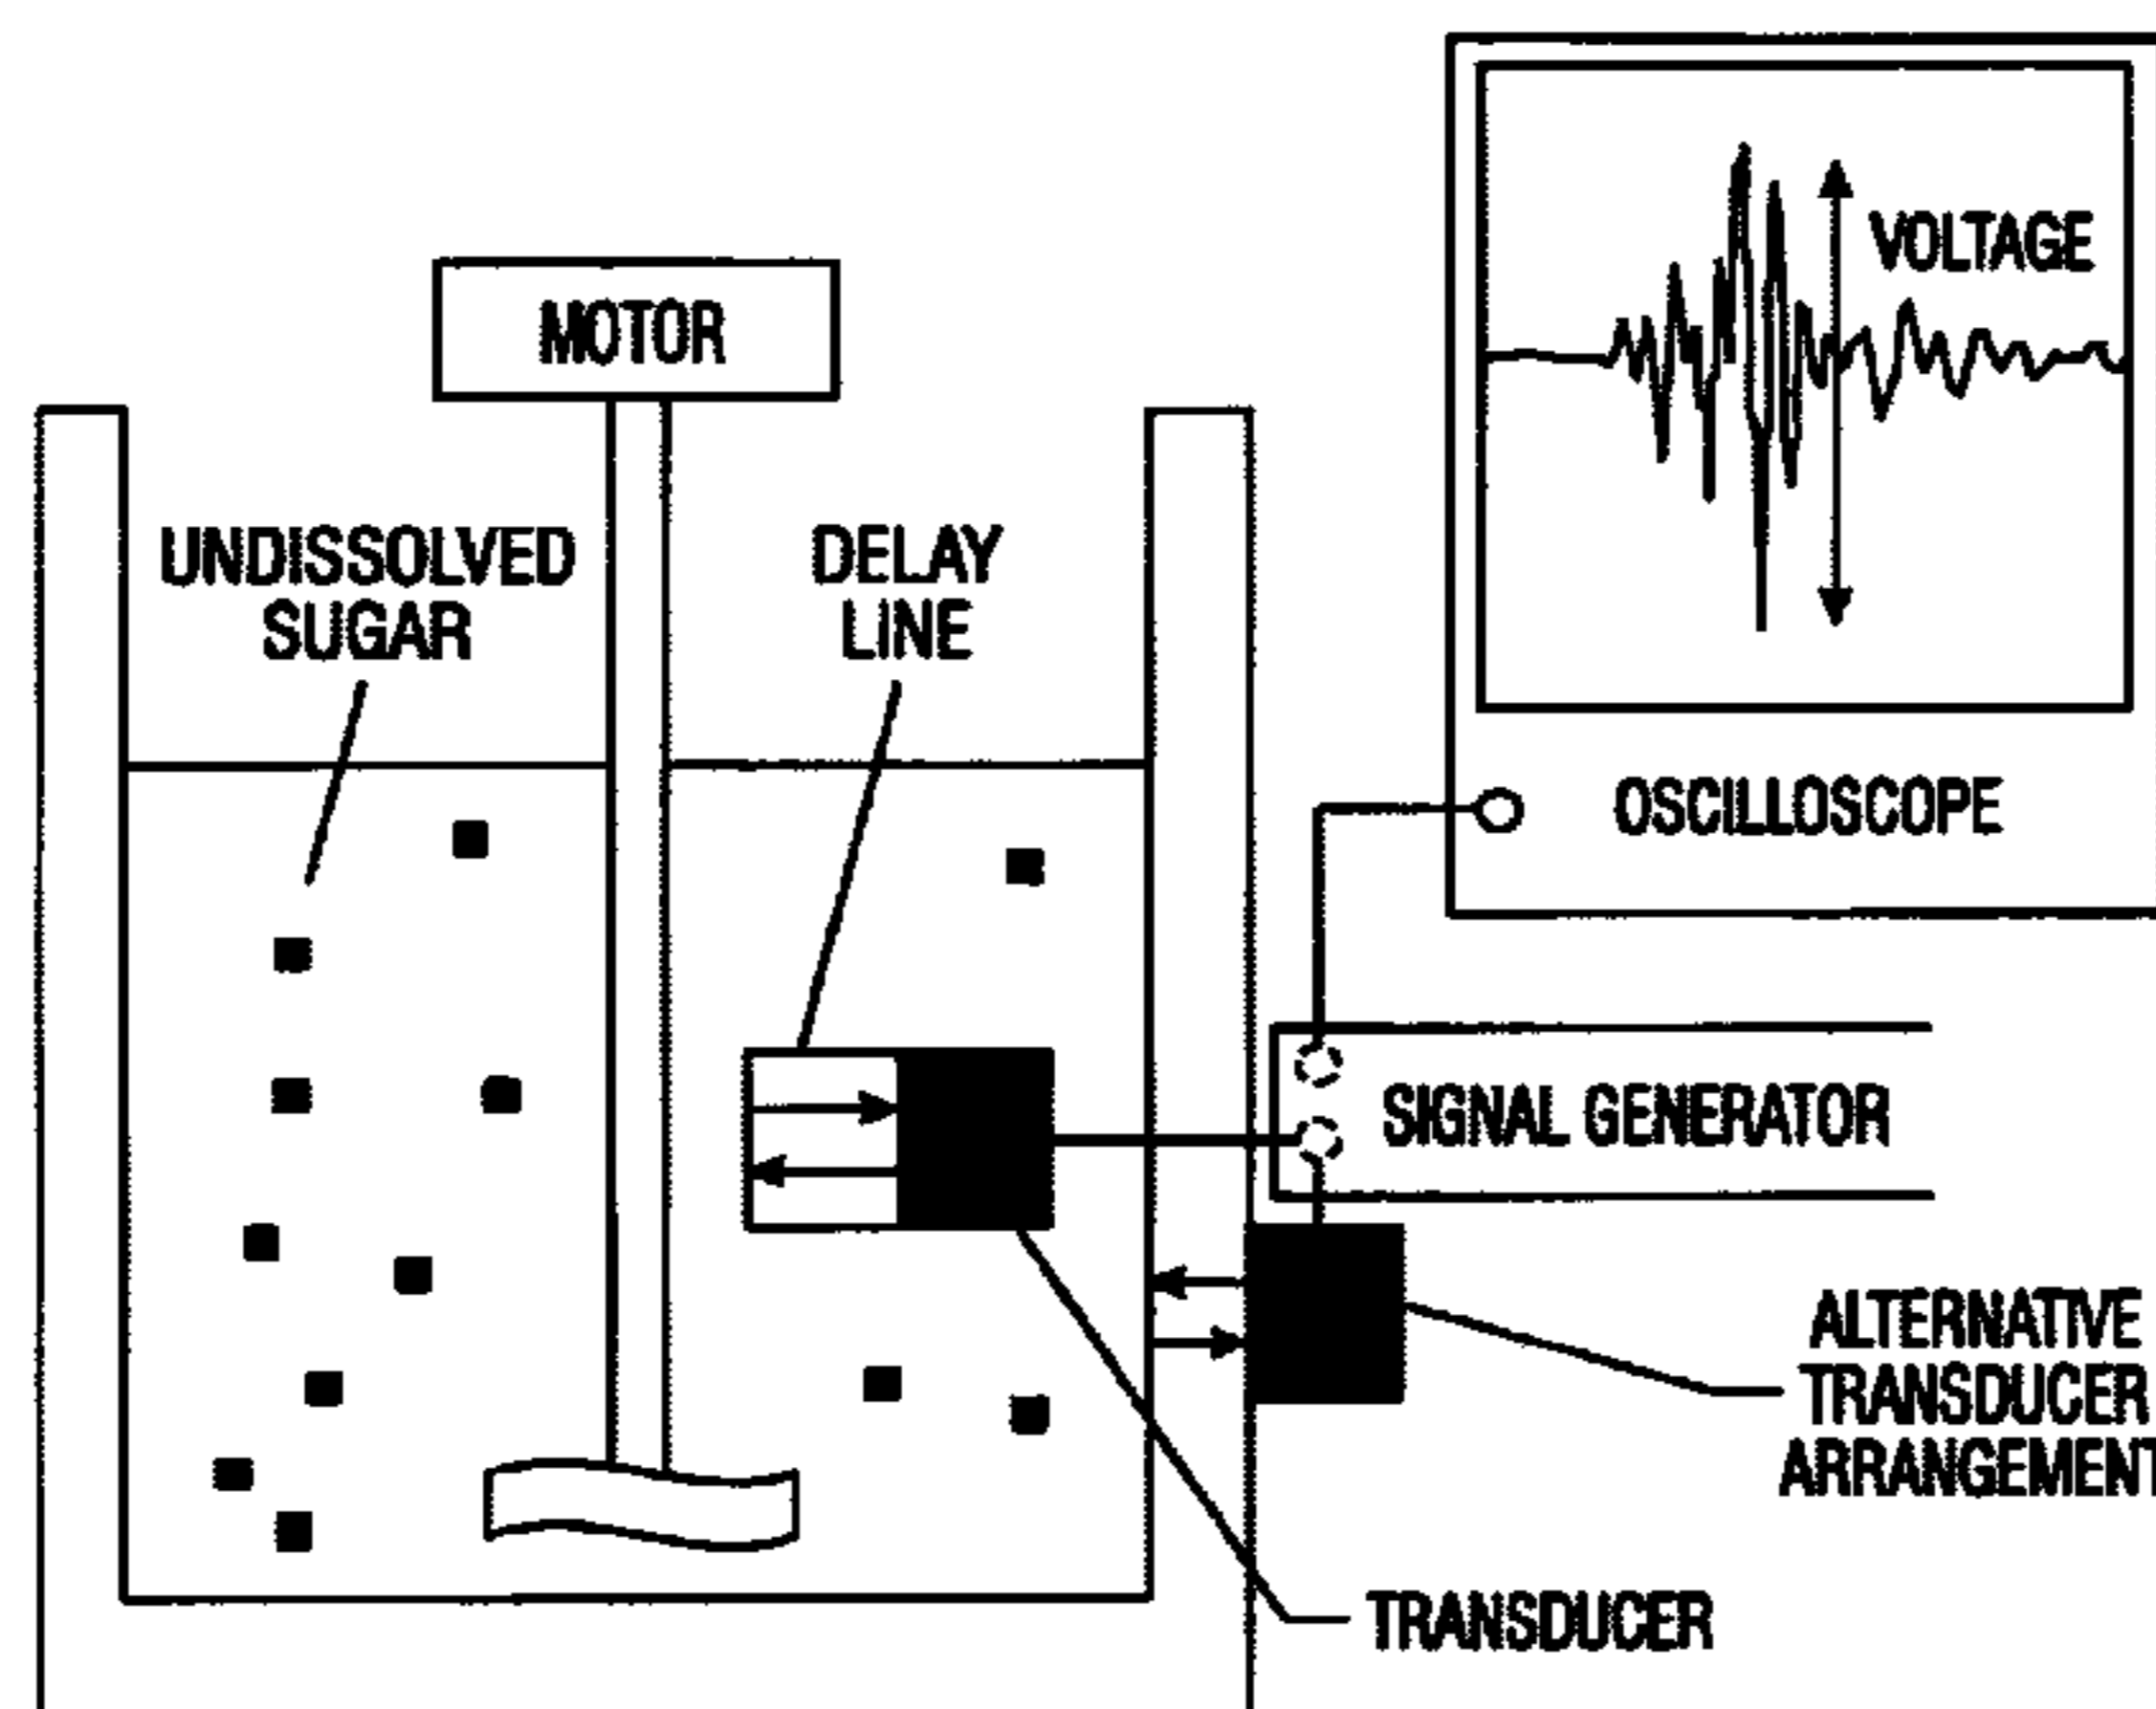 VOLTAGE
MOTOR
UNDISSOLVED
SUGAR
DELAY
LINE
OSCILLOSCOPE
SIGNAL GENERATOR
ALTERNATIVE
TRANSDUCER
ARRANGEMENT
TRANSDUCER